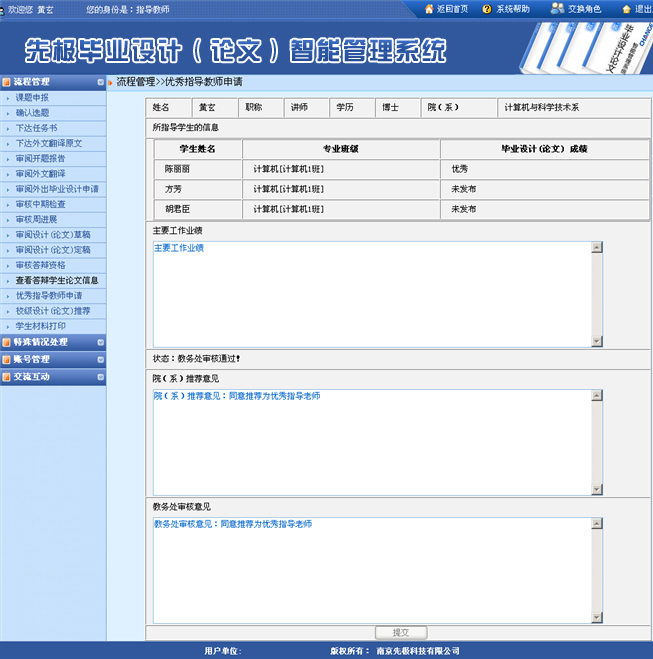 欢迎您 黄玄 您的身份是：指导教师 返回首页 系统帮助 交换角色 退出
先极毕业设计（论文）智能管理系统
毕业设计论文
CHANGE
流程管理
课题申报
确认选题
下达任务书
下达外文翻译原文
审阅开题报告
审阅外文翻译
审阅外出毕业设计申请
审核中期检查
审核周进展
审阅设计(论文)草稿
审阅设计(论文)定稿
审核答辩资格
查看答辩学生论文信息
优秀指导教师申请
校级设计(论文)推荐
学生材料打印
特殊情况处理
账号管理
交流互动
流程管理>>优秀指导教师申请
姓名 黄玄 职称 讲师 学历 博士 院(系) 计算机与科学技术系
所指导学生的信息
学生姓名 专业班级 毕业设计(论文) 成绩
陈丽丽 计算机[计算机1班] 优秀
方芳 计算机[计算机1班] 未发布
胡君臣 计算机[计算机1班] 未发布
主要工作业绩
主要工作业绩
状态：教务处审核通过!
院(系)推荐意见
院(系)推荐意见：同意推荐为优秀指导老师
教务处审核意见
教务处审核意见：同意推荐为优秀指导老师
提交
用户单位: 版权所有： 南京先极科技有限公司